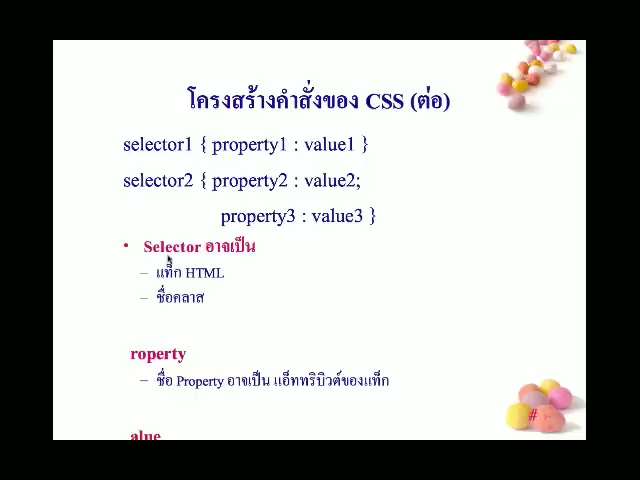 โครงสร้างคำสั่งของ CSS (ต่อ)
selector1 { property1 : value1 }
selector2 { property2 : value2;
property3 : value3 }
• Selector อาจเป็น
– แท็ก HTML
– ชื่อคลาส
roperty
– ชื่อ Property อาจเป็น แอ็ททริบิวต์ของแท็ก
alue
#